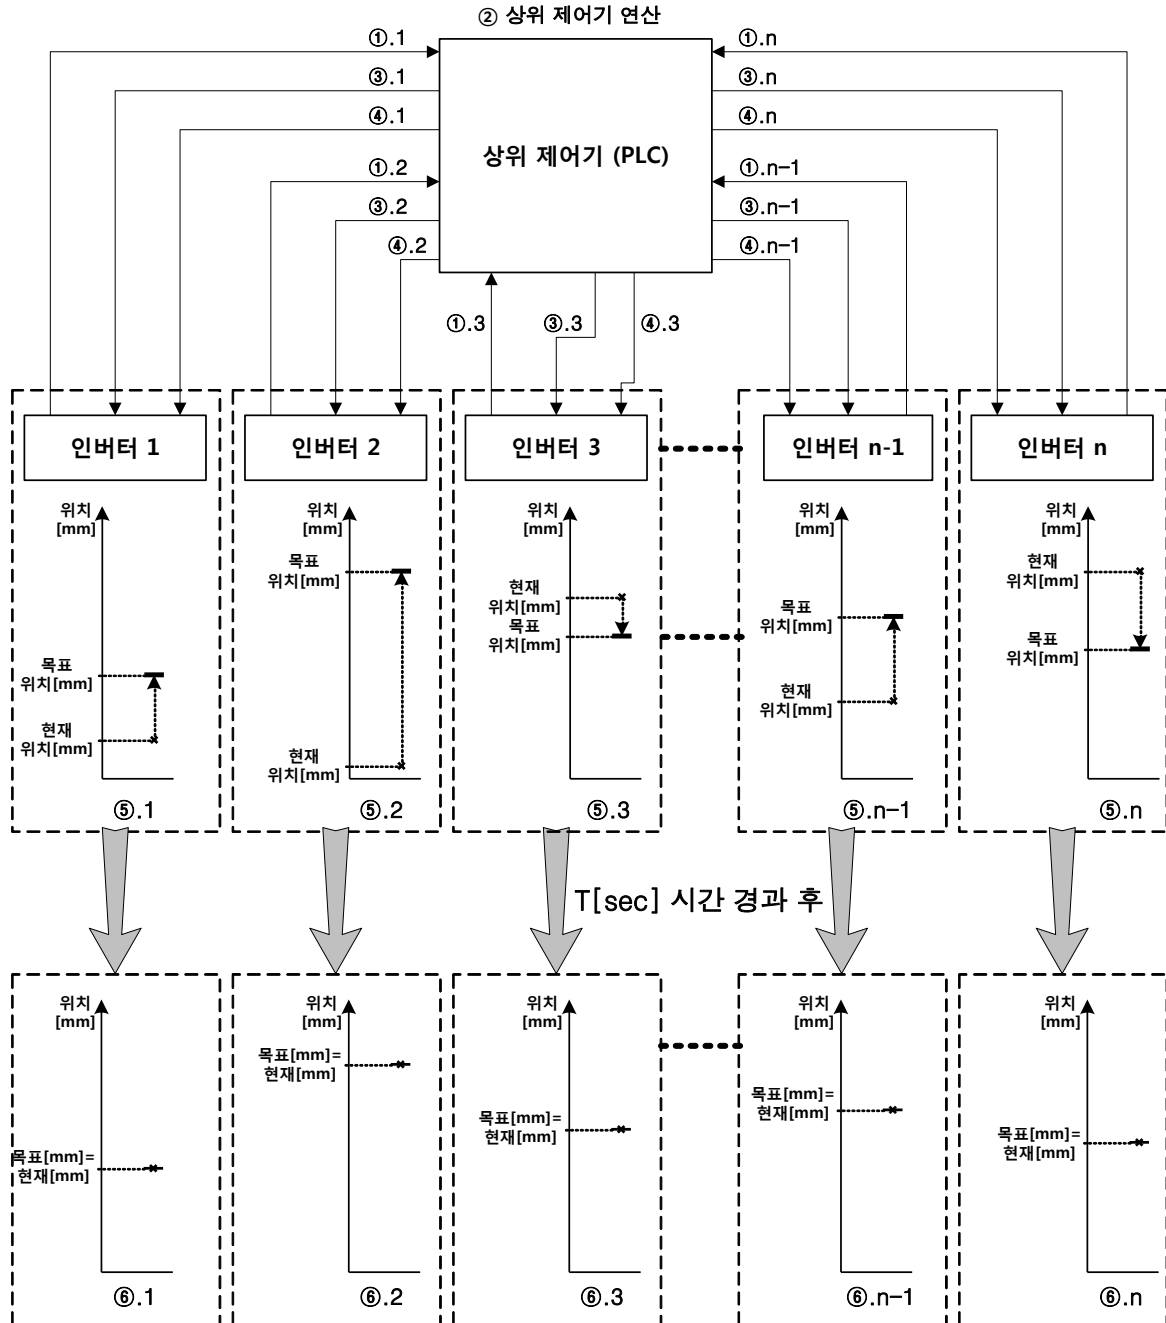 ② 상위 제어기 연산
①.1
①.n
③.1
③.n
④.1
④.n
상위 제어기 (PLC)
①.2
①.n-1
③.2
③.n-1
④.2
④.n-1
①.3
③.3
④.3
인버터 1
인버터 2
인버터 3
인버터 n-1
인버터 n
위치
[mm]
목표
위치[mm]
현재
위치[mm]
⑤.1
위치
[mm]
목표
위치[mm]
현재
위치[mm]
⑤.2
위치
[mm]
현재
위치[mm]
목표
위치[mm]
⑤.3
위치
[mm]
목표
위치[mm]
현재
위치[mm]
⑤.n-1
위치
[mm]
현재
위치[mm]
목표
위치[mm]
⑤.n
T[sec] 시간 경과 후
위치
[mm]
목표[mm]=
현재[mm]
⑥.1
위치
[mm]
목표[mm]=
현재[mm]
⑥.2
위치
[mm]
목표[mm]=
현재[mm]
⑥.3
위치
[mm]
목표[mm]=
현재[mm]
⑥.n-1
위치
[mm]
목표[mm]=
현재[mm]
⑥.n